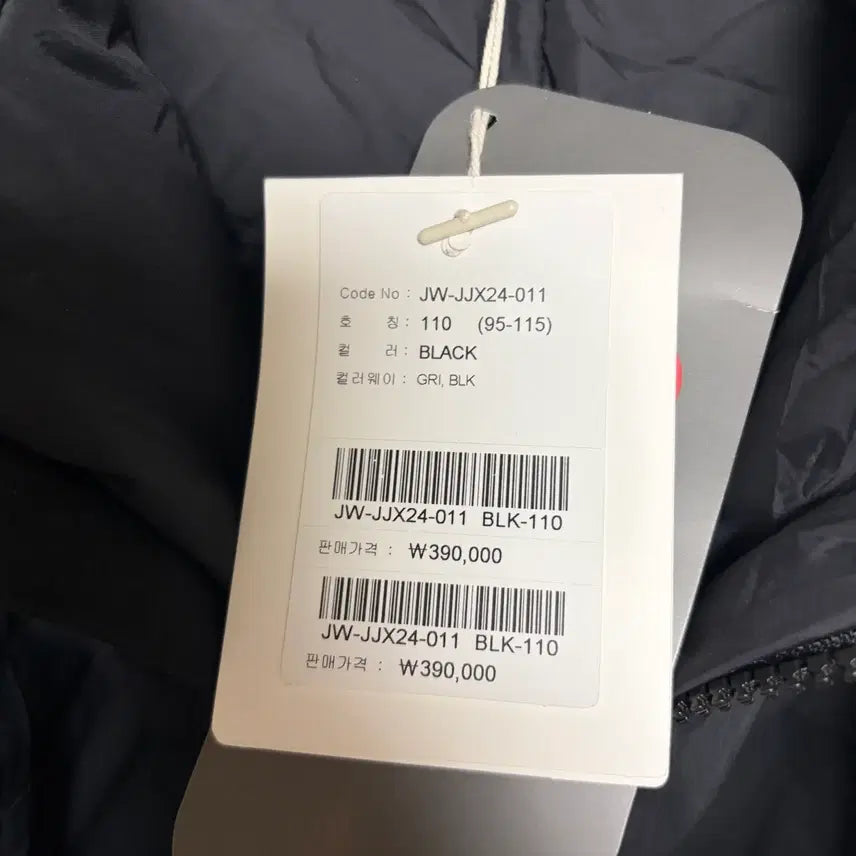 Code No : JW-JJX24-011
호 칭 : 110 (95-115)
컬 러 : BLACK
컬러웨이 : GRI, BLK
JW-JJX24-011 BLK-110
판매가격 : ₩390,000
JW-JJX24-011 BLK-110
판매가격 : ₩390,000